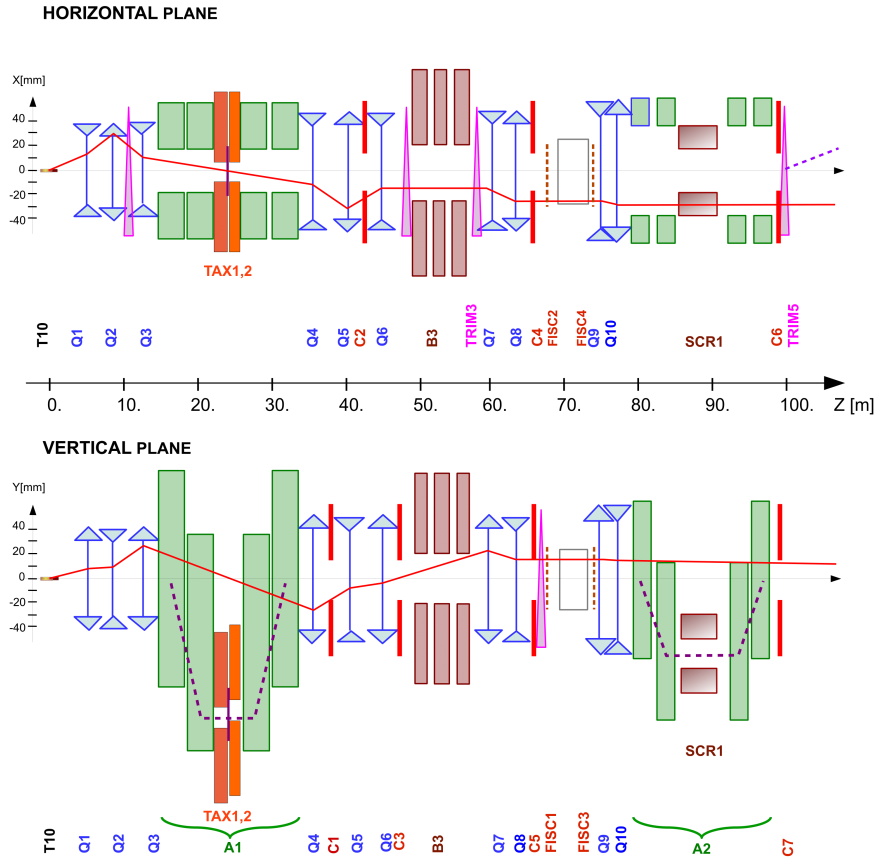 HORIZONTAL PLANE
X[mm]
40
20
0
-20
-40
TAX1,2
T10 Q1 Q2 Q3 Q4 Q5 C2 Q6 B3 TRIM3 Q7 Q8 C4 FISC2 FISC4 Q9 Q10 SCR1 C6 TRIM5
0. 10. 20. 30. 40. 50. 60. 70. 80. 90. 100. Z [m]
VERTICAL PLANE
Y[mm]
40
20
0
-20
-40
SCR1
TAX1,2
T10 Q1 Q2 Q3 A1 Q4 C1 Q5 Q6 C3 B3 Q7 Q8 C5 FISC1 FISC3 Q9 Q10 A2 C7